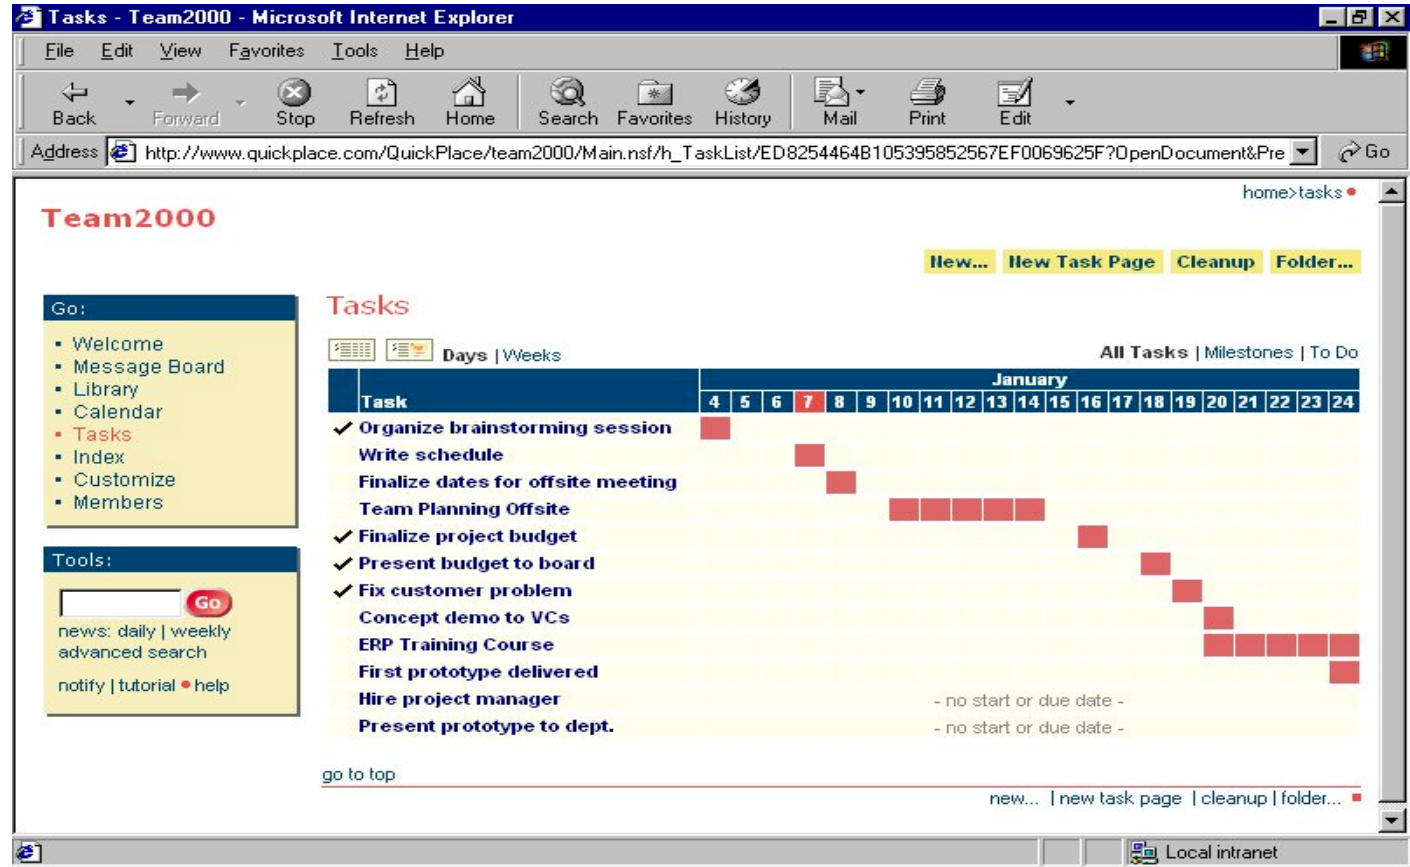 Tasks - Team2000 - Microsoft Internet Explorer
File Edit View Favorites Tools Help
Back Forward Stop Refresh Home Search Favorites History Mail Print Edit
Address http://www.quickplace.com/QuickPlace/team2000/Main.nsf/h_TaskList/ED8254464B105395852567EF0069625F?OpenDocument&Pre Go
home>tasks
Team2000
New... New Task Page Cleanup Folder...
Go:
Welcome
Message Board
Library
Calendar
Tasks
Index
Customize
Members
Tools:
Go
news: daily | weekly
advanced search
notify | tutorial • help
Tasks
Days | Weeks
All Tasks | Milestones | To Do
January
Task 4 5 6 7 8 9 10 11 12 13 14 15 16 17 18 19 20 21 22 23 24
Organize brainstorming session
Write schedule
Finalize dates for offsite meeting
Team Planning Offsite
Finalize project budget
Present budget to board
Fix customer problem
Concept demo to VCs
ERP Training Course
First prototype delivered
Hire project manager - no start or due date -
Present prototype to dept. - no start or due date -
go to top
new... | new task page | cleanup | folder...
Local intranet